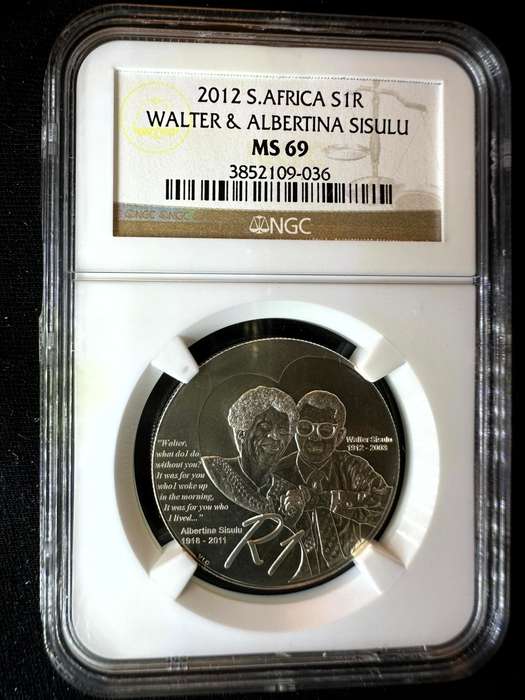 2012 S.AFRICA S1R
WALTER & ALBERTINA SISULU
MS 69
3852109-036
NGC NGC
NGC
"Walter,
what do I do
without you?
It was for you
who I woke up
in the morning,
it was for you who
I lived..."
Walter Sisulu
1912 - 2003
Albertina Sisulu
1918 - 2011
R1